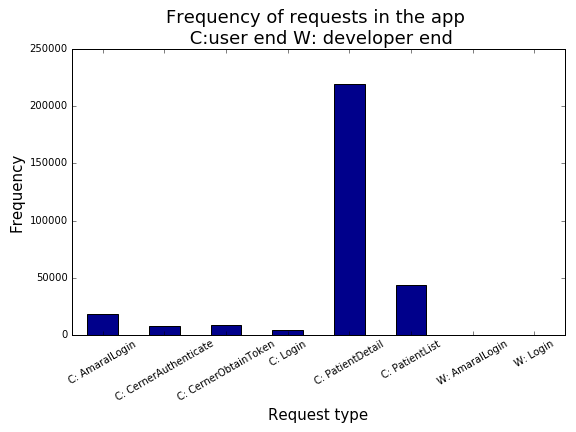 Frequency of requests in the app
C:user end W: developer end
250000
200000
150000
100000
50000
0
Frequency
C: AmaralLogin
C: CernerAuthenticate
C: CernerObtainToken
C: Login
C: PatientDetail
C: PatientList
W: AmaralLogin
W: Login
Request type